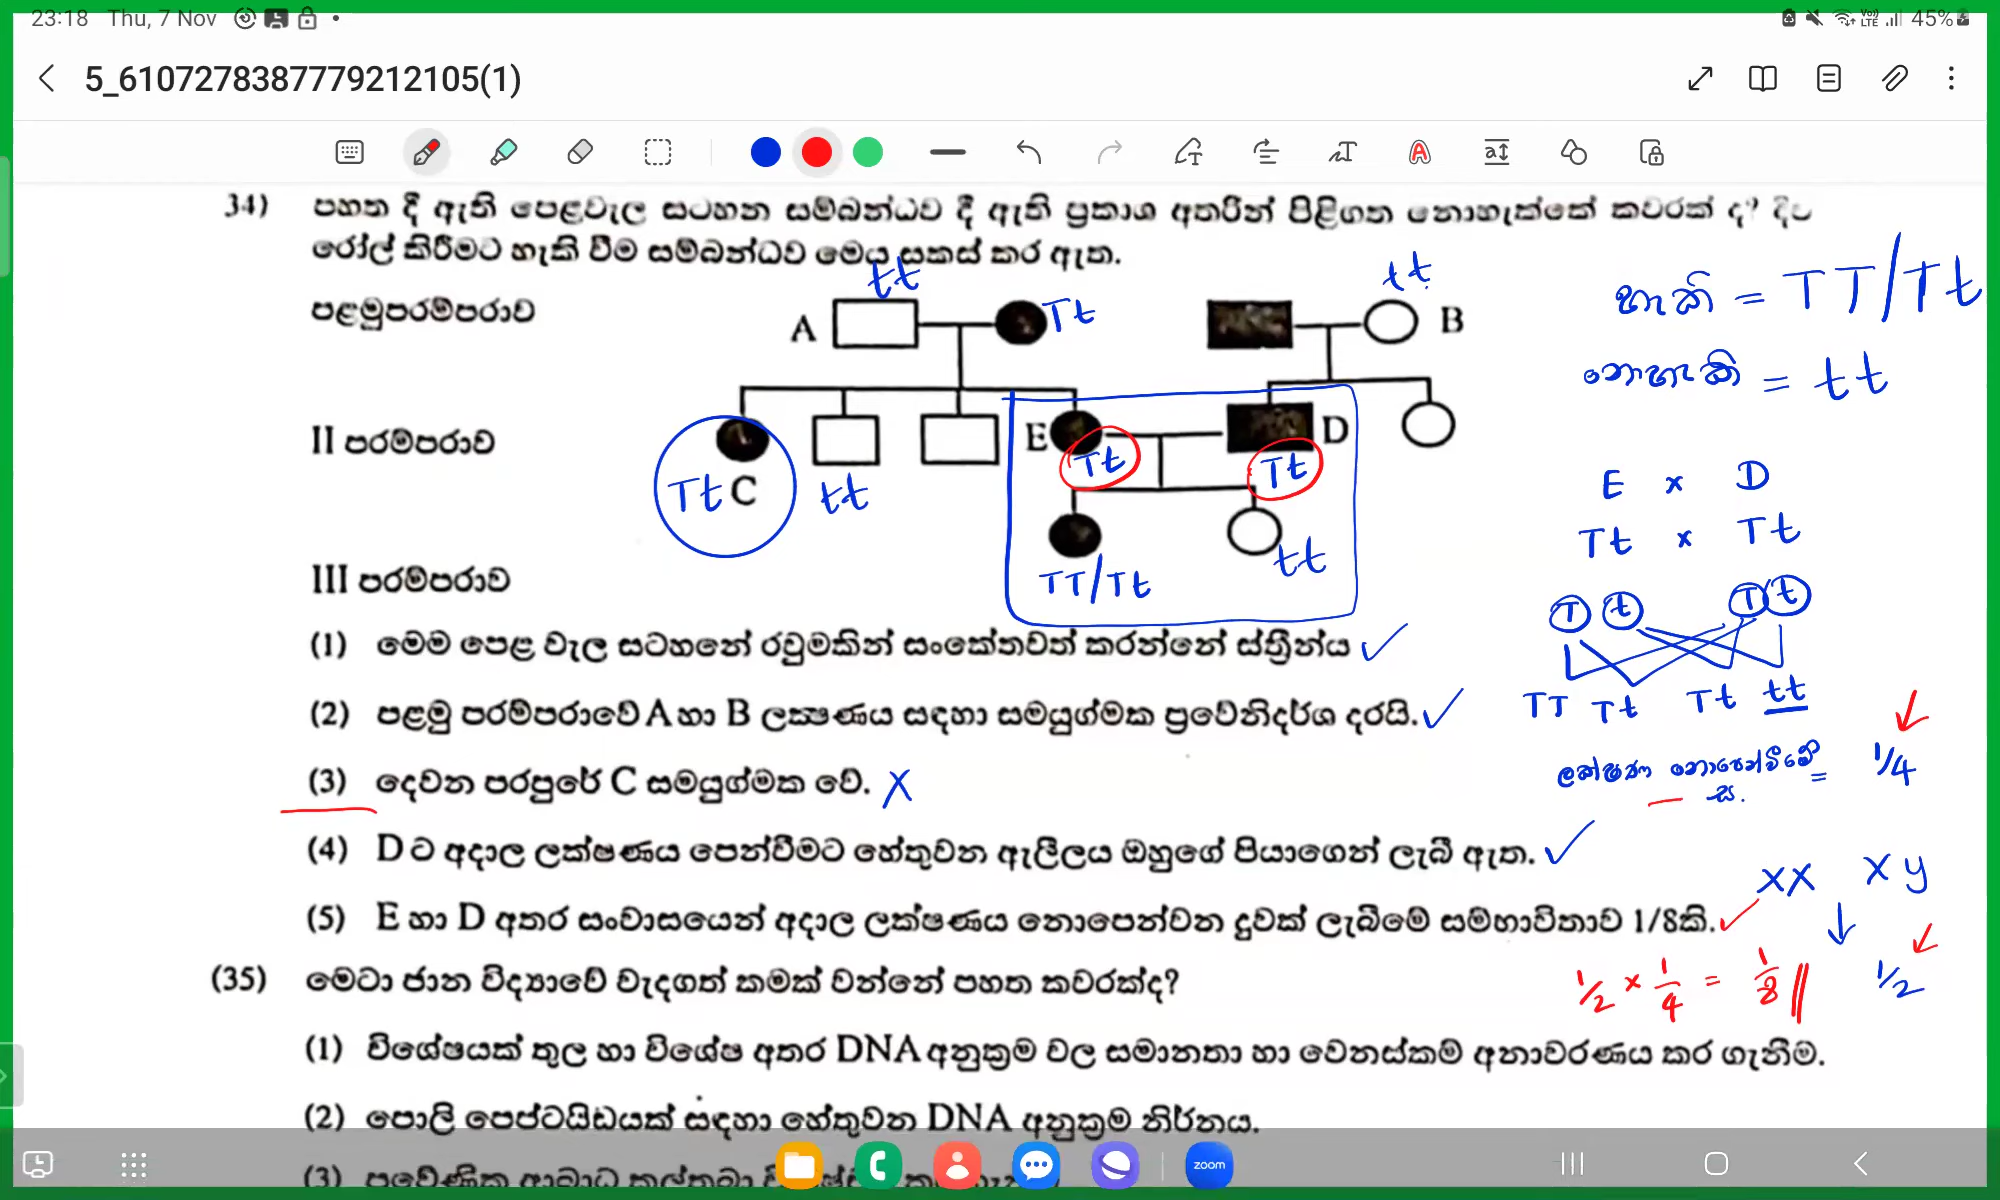 23:18 Thu, 7 Nov 45%
5_6107278387779212105(1)
34) පහත දී ඇති පෙළවැල සටහන සම්බන්ධව දී ඇති ප්‍රකාශ අතරින් පිළිගත නොහැක්කේ කවරක් ද? දිව
රෝල් කිරීමට හැකි වීම සම්බන්ධව මෙය සකස් කර ඇත.
tt tt
පළමුපරම්පරාව A Tt B හැකි = TT/Tt
නොහැකි = tt
II පරම්පරාව E D
Tt C tt Tt Tt E x D
Tt x Tt
TT/Tt tt
III පරම්පරාව T t T t
(1) මෙම පෙළ වැල සටහනේ රවුමකින් සංකේතවත් කරන්නේ ස්ත්‍රීන්ය
TT Tt Tt tt
(2) පළමු පරම්පරාවේ A හා B ලක්‍ෂණය සඳහා සමයුග්මක ප්‍රවේනිදර්ශ දරයි.
(3) දෙවන පරපුරේ C සමයුග්මක වේ. X
ලක්ෂණ නොපෙන්වීමේ ස. = 1/4
(4) D ට අදාල ලක්ෂණය පෙන්වීමට හේතුවන ඇලීලය ඔහුගේ පියාගෙන් ලැබී ඇත.
XX Xy
(5) E හා D අතර සංවාසයෙන් අදාල ලක්ෂණය නොපෙන්වන දුවක් ලැබීමේ සම්භාවිතාව 1/8කි.
1/2 x 1/4 = 1/8 1/2
(35) මෙටා ජාන විද්‍යාවේ වැදගත් කමක් වන්නේ පහත කවරක්ද?
(1) විශේෂයක් තුල හා විශේෂ අතර DNA අනුක්‍රම වල සමානතා හා වෙනස්කම් අනාවරණය කර ගැනීම.
(2) පොලි පෙප්ටයිඩයක් සඳහා හේතුවන DNA අනුක්‍රම නිර්නය.
(3) ප්‍රවේණික ආබාධ
zoom